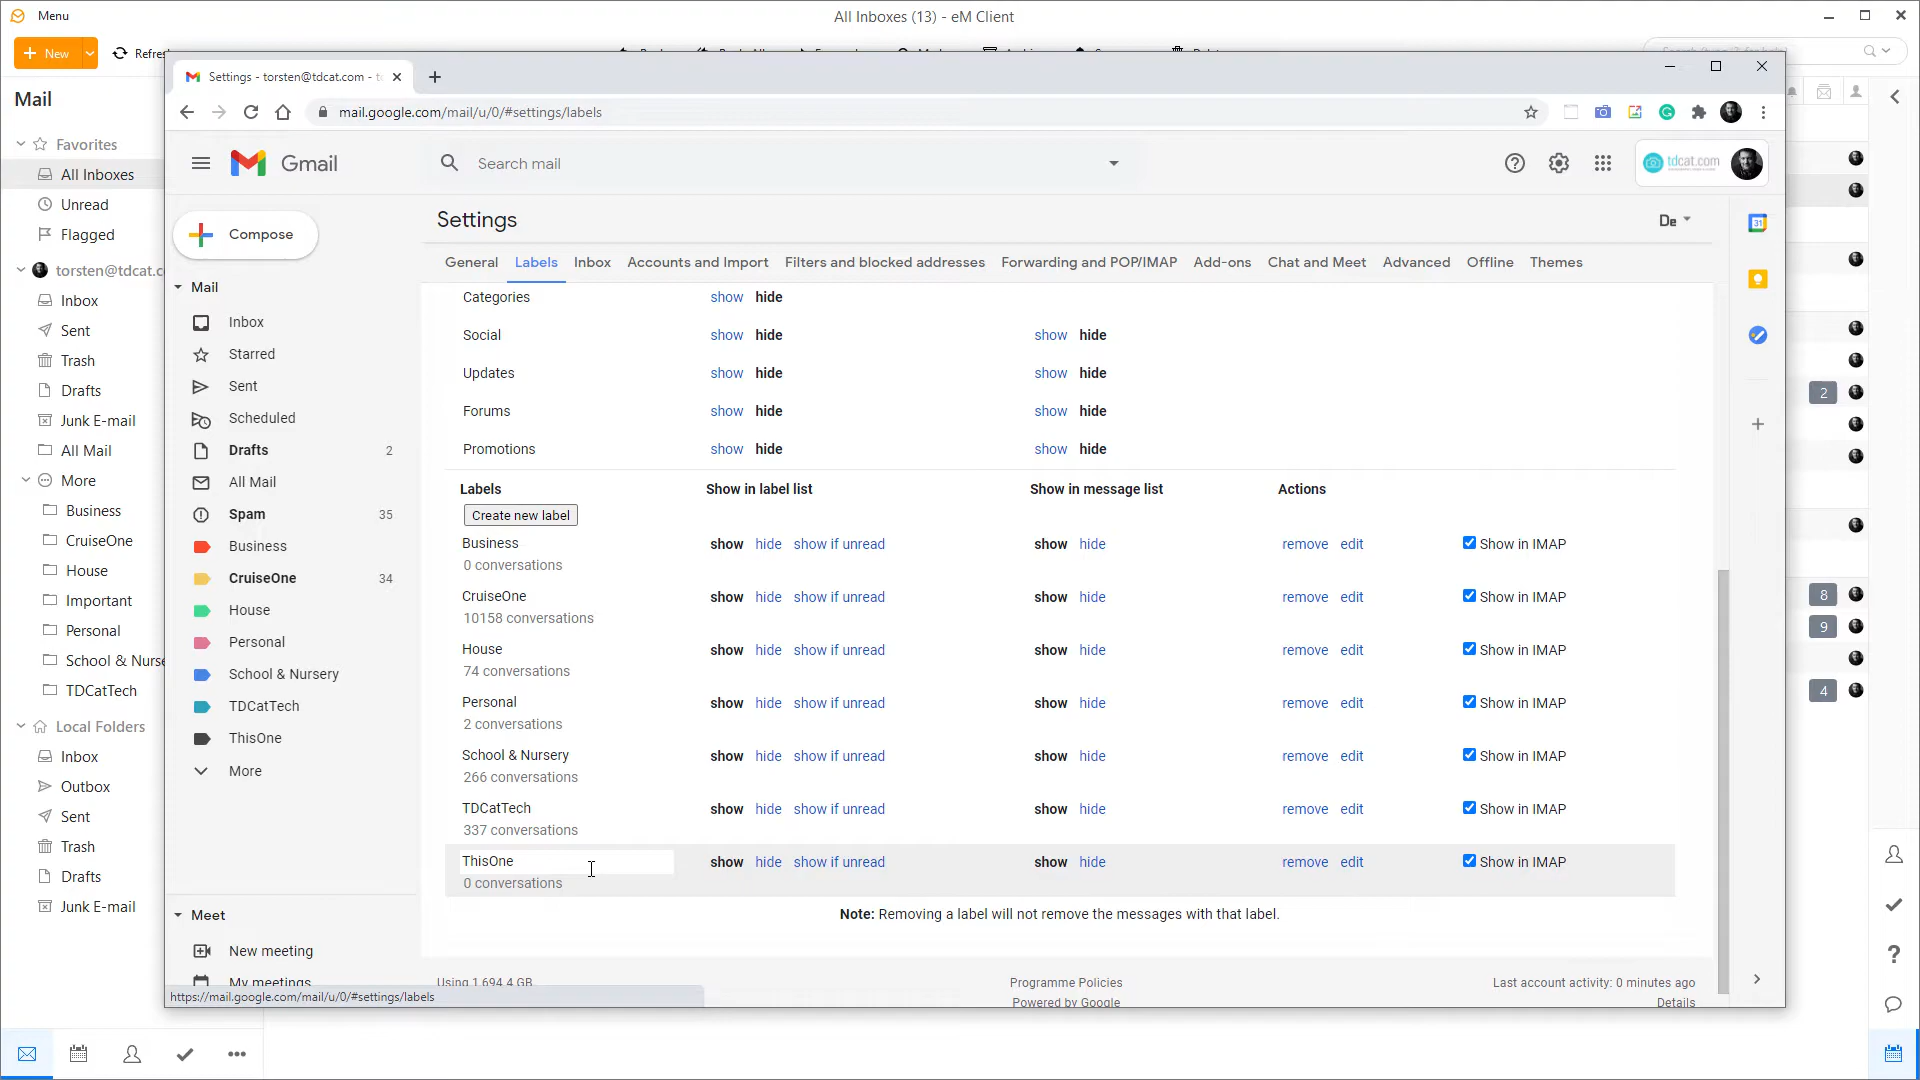 Menu
All Inboxes (13) - eM Client
New
Refresh
Mail
Favorites
All Inboxes
Unread
Flagged
torsten@tdcat.c
Inbox
Sent
Trash
Drafts
Junk E-mail
All Mail
More
Business
CruiseOne
House
Important
Personal
School & Nurse
TDCatTech
Local Folders
Inbox
Outbox
Sent
Trash
Drafts
Junk E-mail
Settings - torsten@tdcat.com - t
mail.google.com/mail/u/0/#settings/labels
Gmail
Search mail
tdcat.com
Compose
Mail
Inbox
Starred
Sent
Scheduled
Drafts 2
All Mail
Spam 35
Business
CruiseOne 34
House
Personal
School & Nursery
TDCatTech
ThisOne
More
Meet
New meeting
My meetings
https://mail.google.com/mail/u/0/#settings/labels
Settings
De
General Labels Inbox Accounts and Import Filters and blocked addresses Forwarding and POP/IMAP Add-ons Chat and Meet Advanced Offline Themes
Categories show hide
Social show hide show hide
Updates show hide show hide
Forums show hide show hide
Promotions show hide show hide
Labels Show in label list Show in message list Actions
Create new label
Business show hide show if unread show hide remove edit Show in IMAP
0 conversations
CruiseOne show hide show if unread show hide remove edit Show in IMAP
10158 conversations
House show hide show if unread show hide remove edit Show in IMAP
74 conversations
Personal show hide show if unread show hide remove edit Show in IMAP
2 conversations
School & Nursery show hide show if unread show hide remove edit Show in IMAP
266 conversations
TDCatTech show hide show if unread show hide remove edit Show in IMAP
337 conversations
ThisOne show hide show if unread show hide remove edit Show in IMAP
0 conversations
Note: Removing a label will not remove the messages with that label.
Using 1,694.4 GB
Programme Policies
Powered by Google
Last account activity: 0 minutes ago
Details
31
2
8
9
4